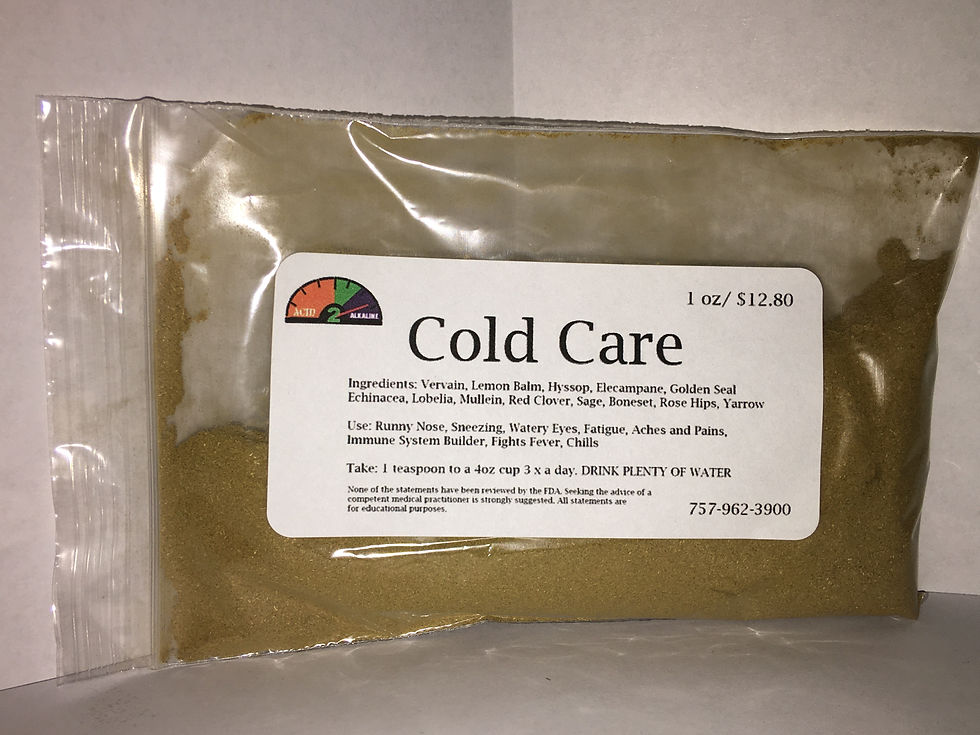 1 oz/ $12.80
ACID 2 ALKALINE
Cold Care
Ingredients: Vervain, Lemon Balm, Hyssop, Elecampane, Golden Seal
Echinacea, Lobelia, Mullein, Red Clover, Sage, Boneset, Rose Hips, Yarrow
Use: Runny Nose, Sneezing, Watery Eyes, Fatigue, Aches and Pains,
Immune System Builder, Fights Fever, Chills
Take: 1 teaspoon to a 4oz cup 3 x a day. DRINK PLENTY OF WATER
None of the statements have been reviewed by the FDA. Seeking the advice of a
competent medical practitioner is strongly suggested. All statements are
for educational purposes.
757-962-3900